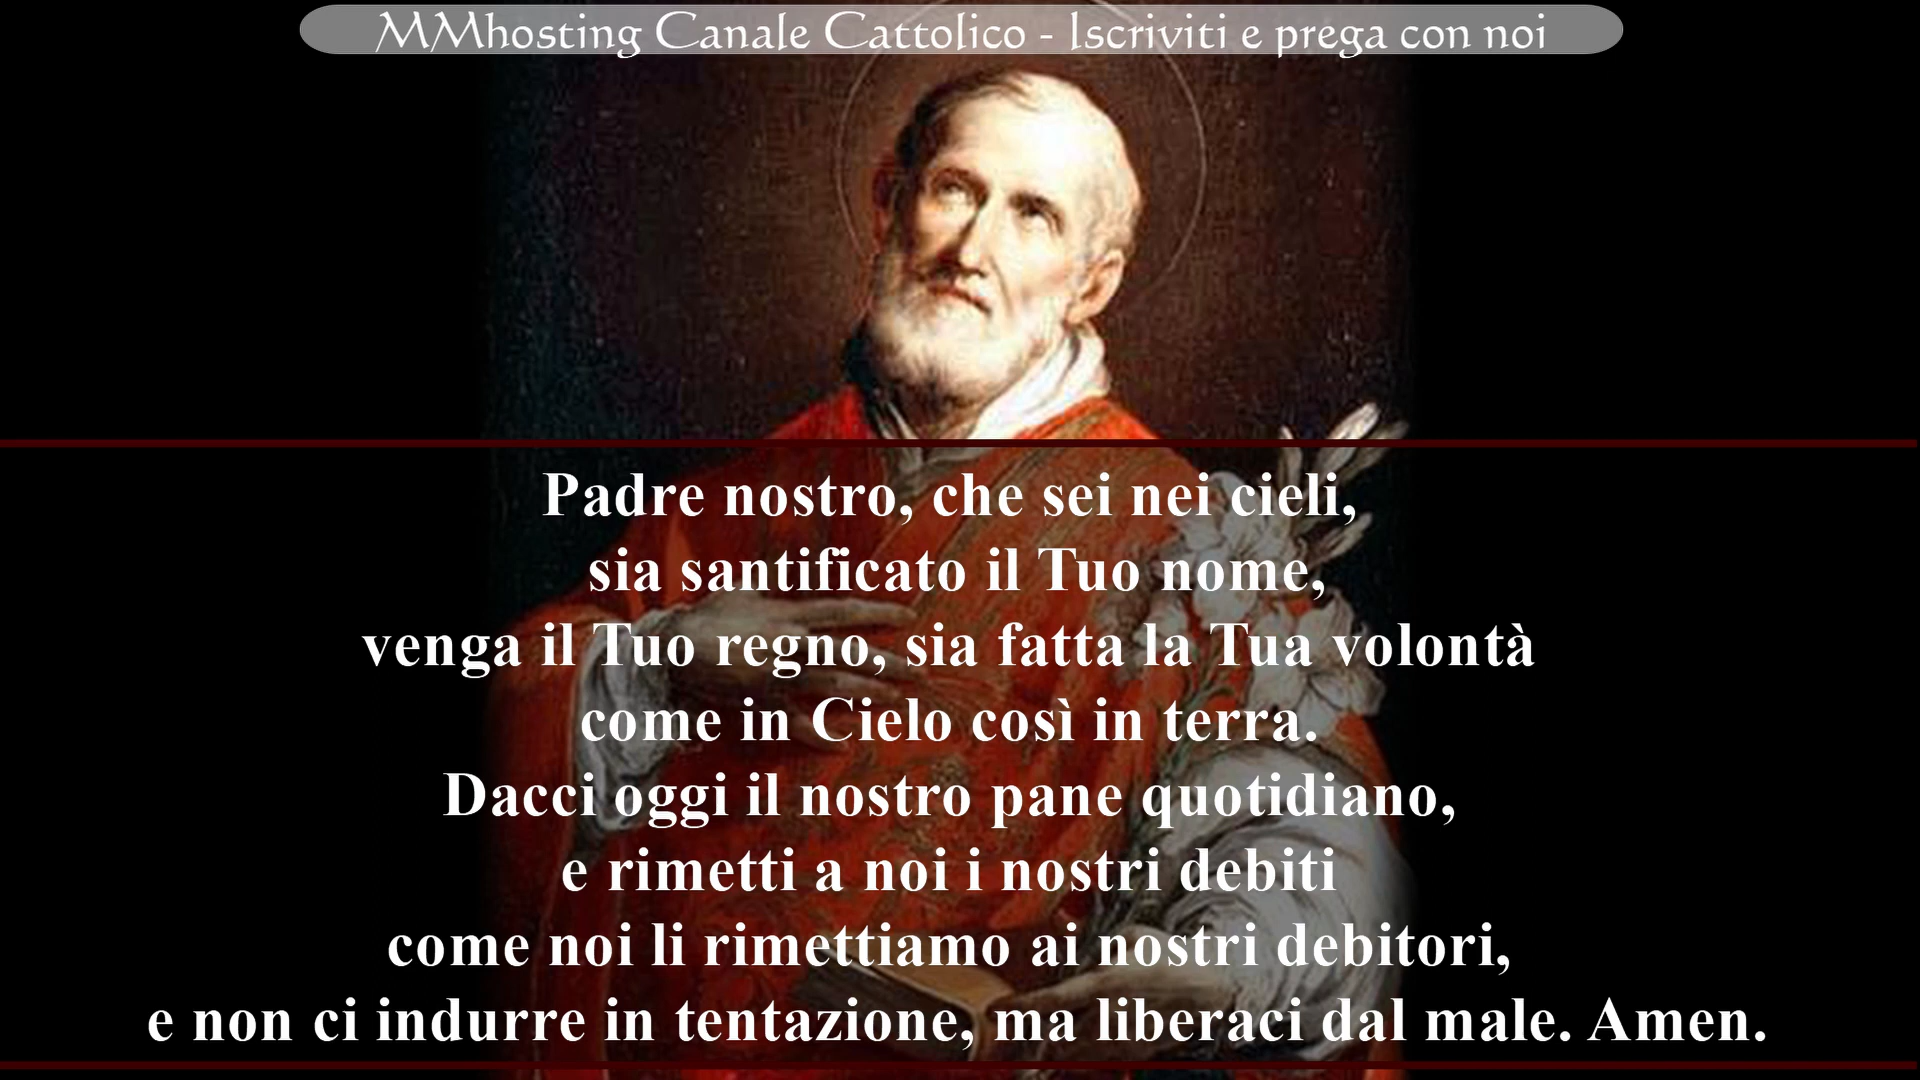 MMhosting Canale Cattolico - Iscriviti e prega con noi
Padre nostro, che sei nei cieli,
sia santificato il Tuo nome,
venga il Tuo regno, sia fatta la Tua volontà
come in Cielo così in terra.
Dacci oggi il nostro pane quotidiano,
e rimetti a noi i nostri debiti
come noi li rimettiamo ai nostri debitori,
e non ci indurre in tentazione, ma liberaci dal male. Amen.